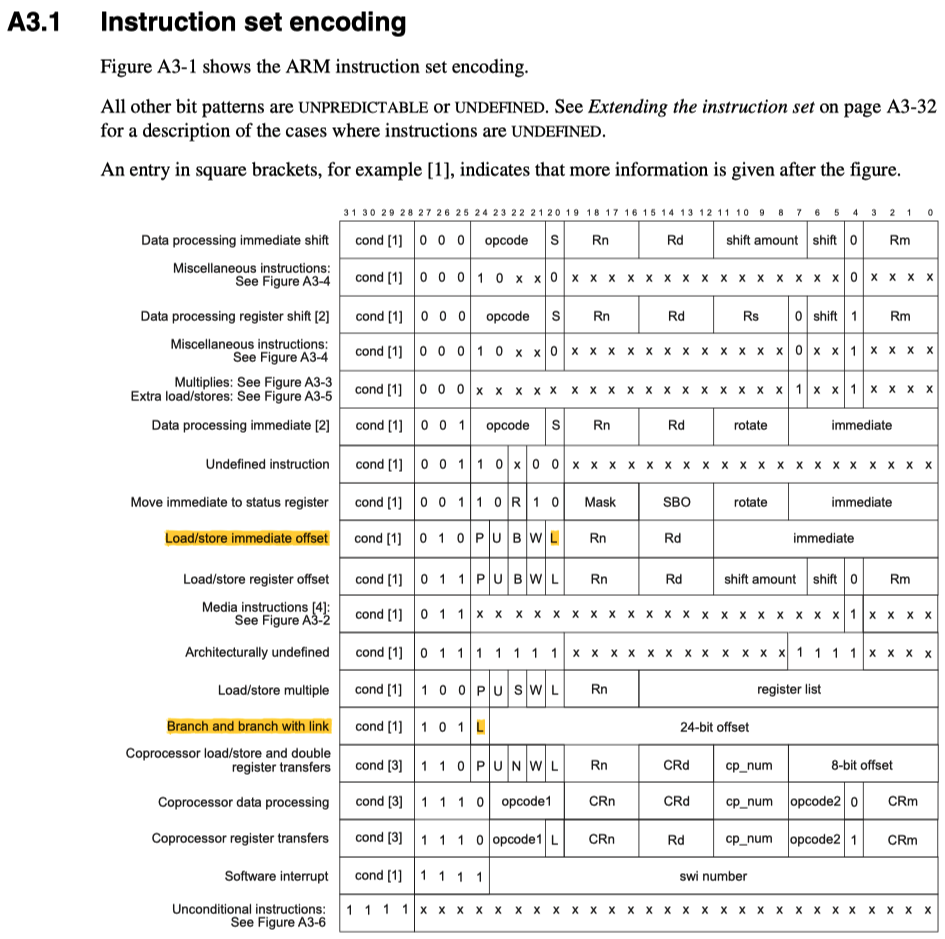 A3.1 Instruction set encoding
Figure A3-1 shows the ARM instruction set encoding.
All other bit patterns are UNPREDICTABLE or UNDEFINED. See Extending the instruction set on page A3-32
for a description of the cases where instructions are UNDEFINED.
An entry in square brackets, for example [1], indicates that more information is given after the figure.
31 30 29 28 27 26 25 24 23 22 21 20 19 18 17 16 15 14 13 12 11 10 9 8 7 6 5 4 3 2 1 0
Data processing immediate shift cond [1] 0 0 0 opcode S Rn Rd shift amount shift 0 Rm
Miscellaneous instructions:
See Figure A3-4 cond [1] 0 0 0 1 0 x x 0 x x x x x x x x x x x x x x x 0 x x x x
Data processing register shift [2] cond [1] 0 0 0 opcode S Rn Rd Rs 0 shift 1 Rm
Miscellaneous instructions:
See Figure A3-4 cond [1] 0 0 0 1 0 x x 0 x x x x x x x x x x x x 0 x x 1 x x x x
Multiplies: See Figure A3-3
Extra load/stores: See Figure A3-5 cond [1] 0 0 0 x x x x x x x x x x x x x x x x x 1 x x 1 x x x x
Data processing immediate [2] cond [1] 0 0 1 opcode S Rn Rd rotate immediate
Undefined instruction cond [1] 0 0 1 1 0 x 0 0 x x x x x x x x x x x x x x x x x x x x
Move immediate to status register cond [1] 0 0 1 1 0 R 1 0 Mask SBO rotate immediate
Load/store immediate offset cond [1] 0 1 0 P U B W L Rn Rd immediate
Load/store register offset cond [1] 0 1 1 P U B W L Rn Rd shift amount shift 0 Rm
Media instructions [4]:
See Figure A3-2 cond [1] 0 1 1 x x x x x x x x x x x x x x x x x x x x 1 x x x x
Architecturally undefined cond [1] 0 1 1 1 1 1 1 1 x x x x x x x x x x x x 1 1 1 1 x x x x
Load/store multiple cond [1] 1 0 0 P U S W L Rn register list
Branch and branch with link cond [1] 1 0 1 L 24-bit offset
Coprocessor load/store and double
register transfers cond [3] 1 1 0 P U N W L Rn CRd cp_num 8-bit offset
Coprocessor data processing cond [3] 1 1 1 0 opcode1 CRn CRd cp_num opcode2 0 CRm
Coprocessor register transfers cond [3] 1 1 1 0 opcode1 L CRn Rd cp_num opcode2 1 CRm
Software interrupt cond [1] 1 1 1 1 swi number
Unconditional instructions:
See Figure A3-6 1 1 1 1 x x x x x x x x x x x x x x x x x x x x x x x x x x x x